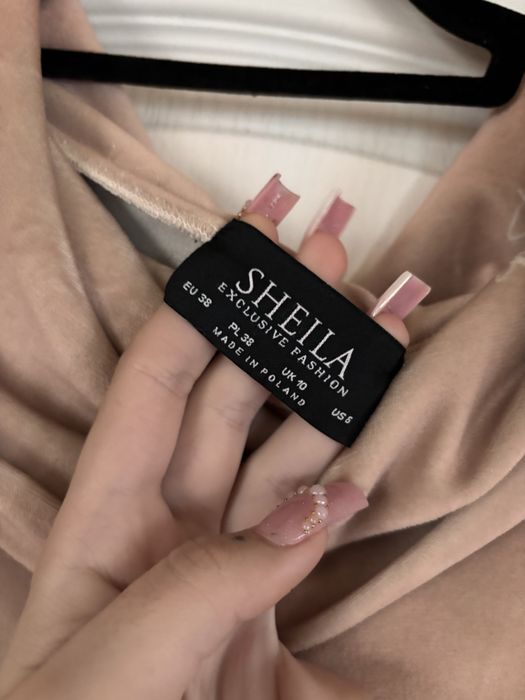 SHEILA
EXCLUSIVE FASHION
EU 38 PL 38 UK 10 US 6
MADE IN POLAND